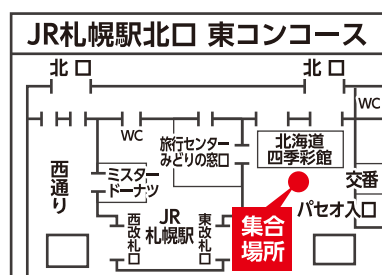 JR札幌駅北口 東コンコース
北 口
北 口
WC
WC
旅行センター
みどりの窓口
北海道
四季彩館
西通り
ミスター
ドーナツ
交番
パセオ入口
西改札口
JR
札幌駅
東改札口
集合
場所